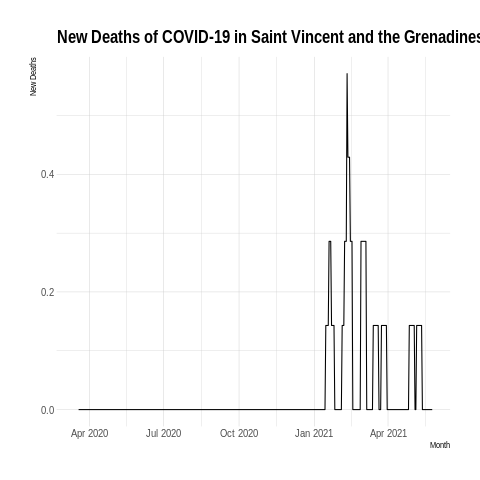 New Deaths of COVID-19 in Saint Vincent and the Grenadines
New Deaths
0.4
0.2
0.0
Apr 2020 Jul 2020 Oct 2020 Jan 2021 Apr 2021
Month